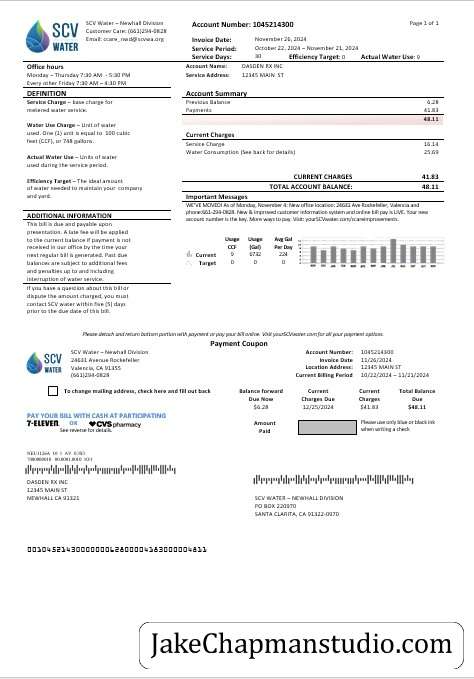 SCV Water – Newhall Division
Customer Care: (661)294-0828
Email: ccare_nwd@scvwa.org
SCV
WATER
Account Number: 1045214300
Page 1 of 1
Invoice Date: November 26, 2024
Service Period: October 22, 2024 – November 21, 2024
Service Days: 30 Efficiency Target: 0 Actual Water Use: 9
Account Name: DASDEN RX INC
Service Address: 12345 MAIN ST
Office hours
Monday – Thursday 7:30 AM - 5:30 PM
Every other Friday 7:30 AM – 4:30 PM
DEFINITION
Service Charge – base charge for
metered water service.
Water Use Charge – Unit of water
used. One (1) unit is equal to 100 cubic
feet (CCF), or 748 gallons.
Actual Water Use – Units of water
used during the service period.
Efficiency Target – The ideal amount
of water needed to maintain your company
and yard.
ADDITIONAL INFORMATION
This bill is due and payable upon
presentation. A late fee will be applied
to the current balance if payment is not
received in our office by the time your
next regular bill is generated. Past due
balances are subject to additional fees
and penalties up to and including
interruption of water service.
If you have a question about this bill or
dispute the amount charged, you must
contact SCV water within five (5) days
prior to the due date of this bill.
Account Summary
Previous Balance 6.28
Payments 41.83
48.11
Current Charges
Service Charge 16.14
Water Consumption (See back for details) 25.69
CURRENT CHARGES 41.83
TOTAL ACCOUNT BALANCE: 48.11
Important Messages
WE'VE MOVED! As of Monday, November 4: New office location: 24631 Ave Rockefeller, Valencia and
phone:661-294-0828. New & improved customer information system and online bill pay is LIVE. Your new
account number is the key. More ways to pay. Visit: yourSCVwater.com/ccareimprovements.
Usage Usage Avg Gal
CCF (Gal) Per Day
Current 9 6732 224
Target 0 0 0
Please detach and return bottom portion with payment or pay your bill online. Visit yourSCVwater.com for all your payment options.
Payment Coupon
SCV
WATER
SCV Water – Newhall Division
24631 Avenue Rockefeller
Valencia, CA 91355
(661)294-0828
Account Number: 1045214300
Invoice Date 11/26/2024
Location Address: 12345 MAIN ST
Current Billing Period 10/22/2024 – 11/21/2024
To change mailing address, check here and fill out back
Balance forward Current Current Total Balance
Due Now Charges Due Charges Due
$6.28 12/25/2024 $41.83 $48.11
PAY YOUR BILL WITH CASH AT PARTICIPATING
7-ELEVEN OR CVS pharmacy
See reverse for details.
Amount
Paid
Please use only blue or black ink
when writing a check
DASDEN RX INC
12345 MAIN ST
NEWHALL CA 91321
SCV WATER – NEWHALL DIVISION
PO BOX 220970
SANTA CLARITA, CA 91322-0970
JakeChapmanstudio.com